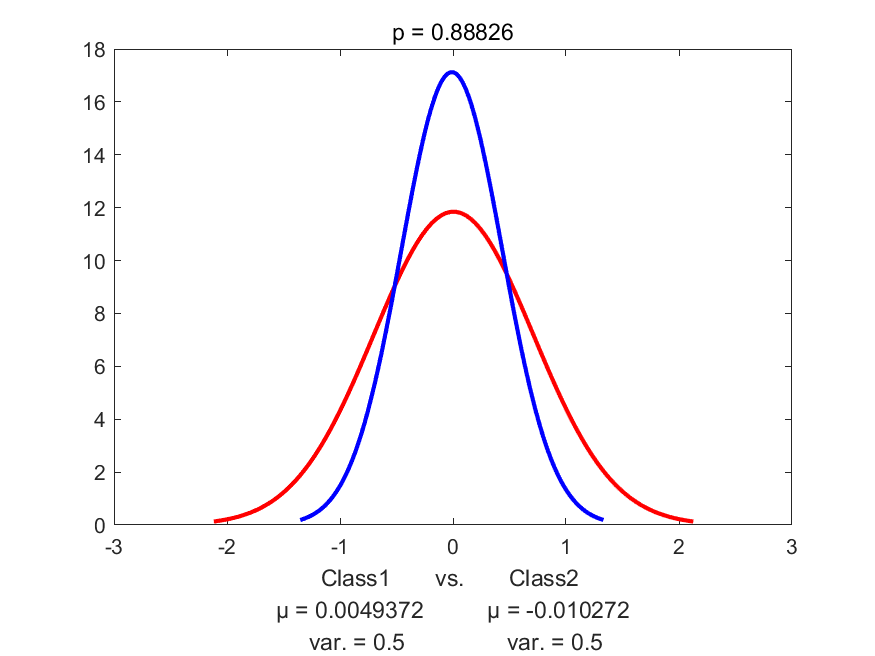 p = 0.88826
18
16
14
12
10
8
6
4
2
0
-3 -2 -1 0 1 2 3
Class1 vs. Class2
μ = 0.0049372 μ = -0.010272
var. = 0.5 var. = 0.5